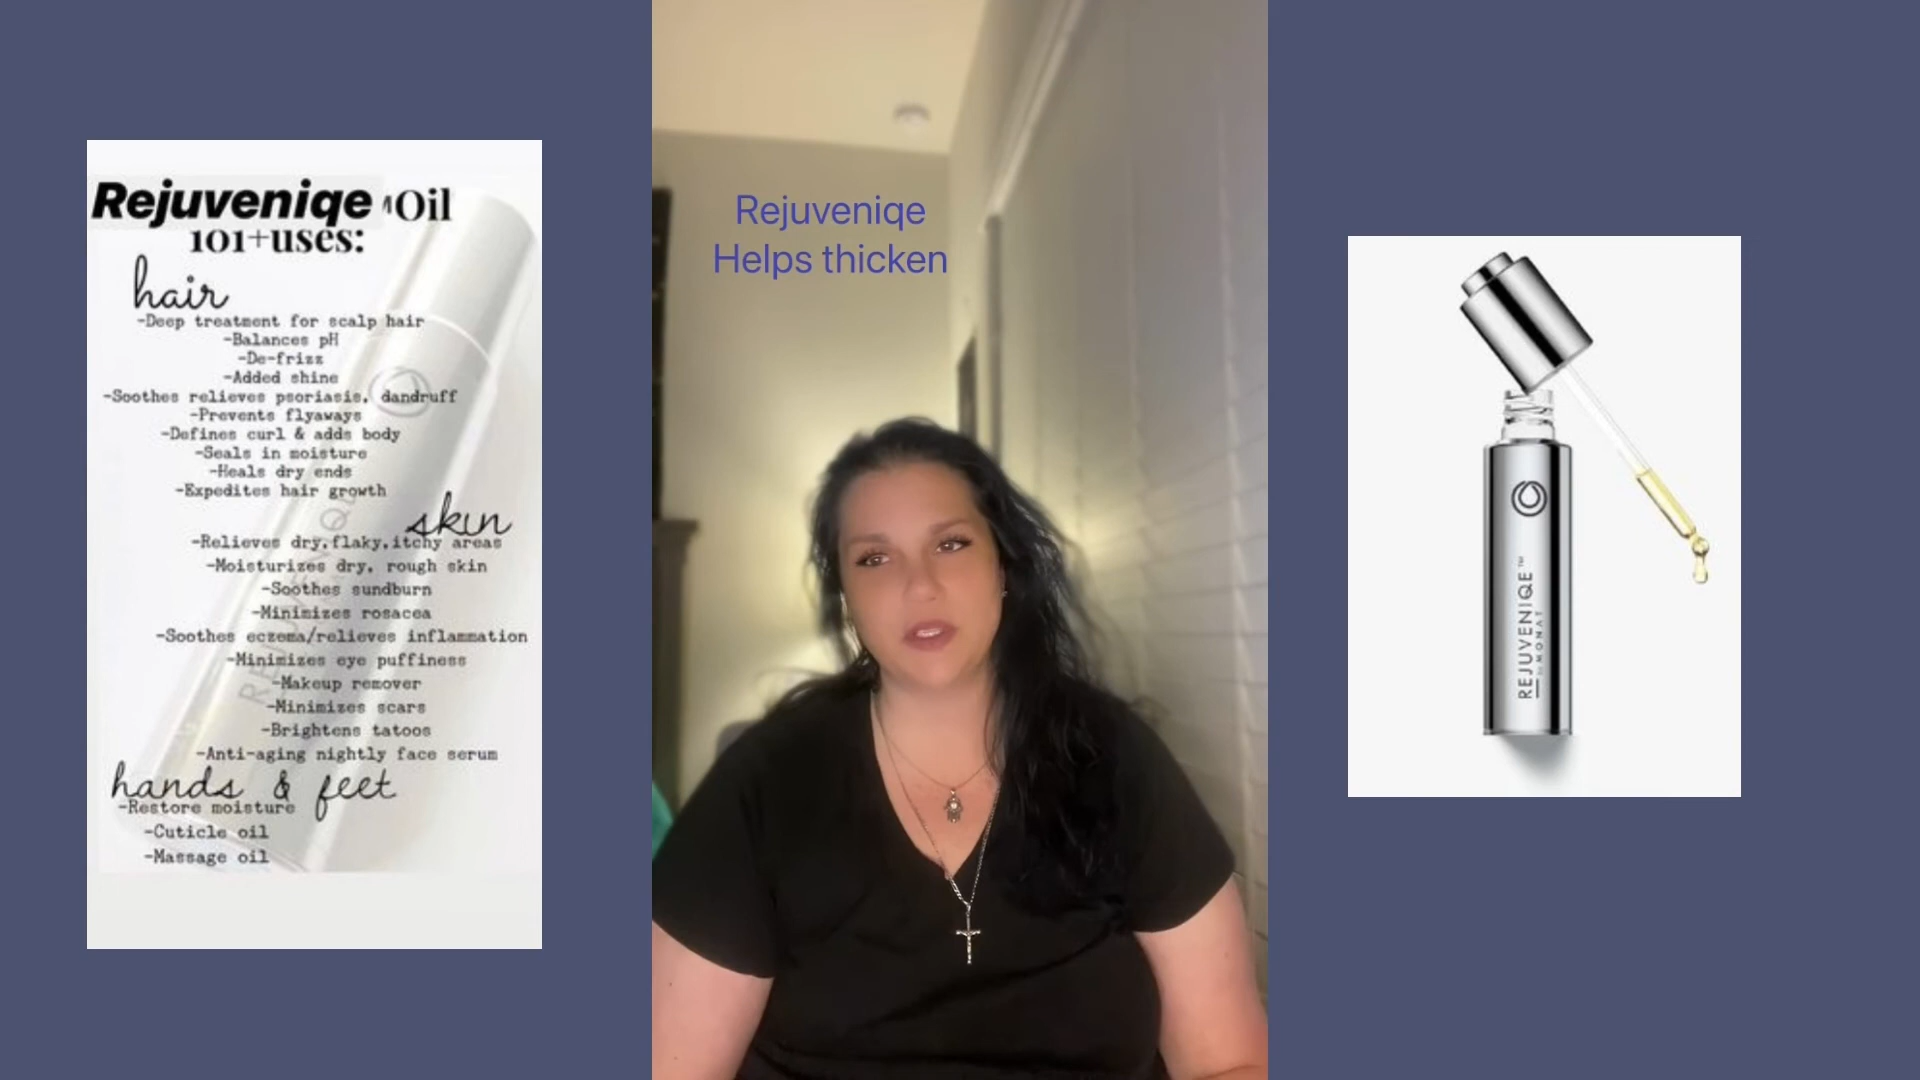 Rejuveniqe Oil
101+uses:
hair
-Deep treatment for scalp hair
-Balances pH
-De-frizz
-Added shine
-Soothes relieves psoriasis, dandruff
-Prevents flyaways
-Defines curl & adds body
-Seals in moisture
-Heals dry ends
-Expedites hair growth
skin
-Relieves dry,flaky,itchy areas
-Moisturizes dry, rough skin
-Soothes sundburn
-Minimizes rosacea
-Soothes eczema/relieves inflammation
-Minimizes eye puffiness
-Makeup remover
-Minimizes scars
-Brightens tatoos
-Anti-aging nightly face serum
hands & feet
-Restore moisture
-Cuticle oil
-Massage oil
Rejuveniqe
Helps thicken
REJUVENIQE™
BY MONAT